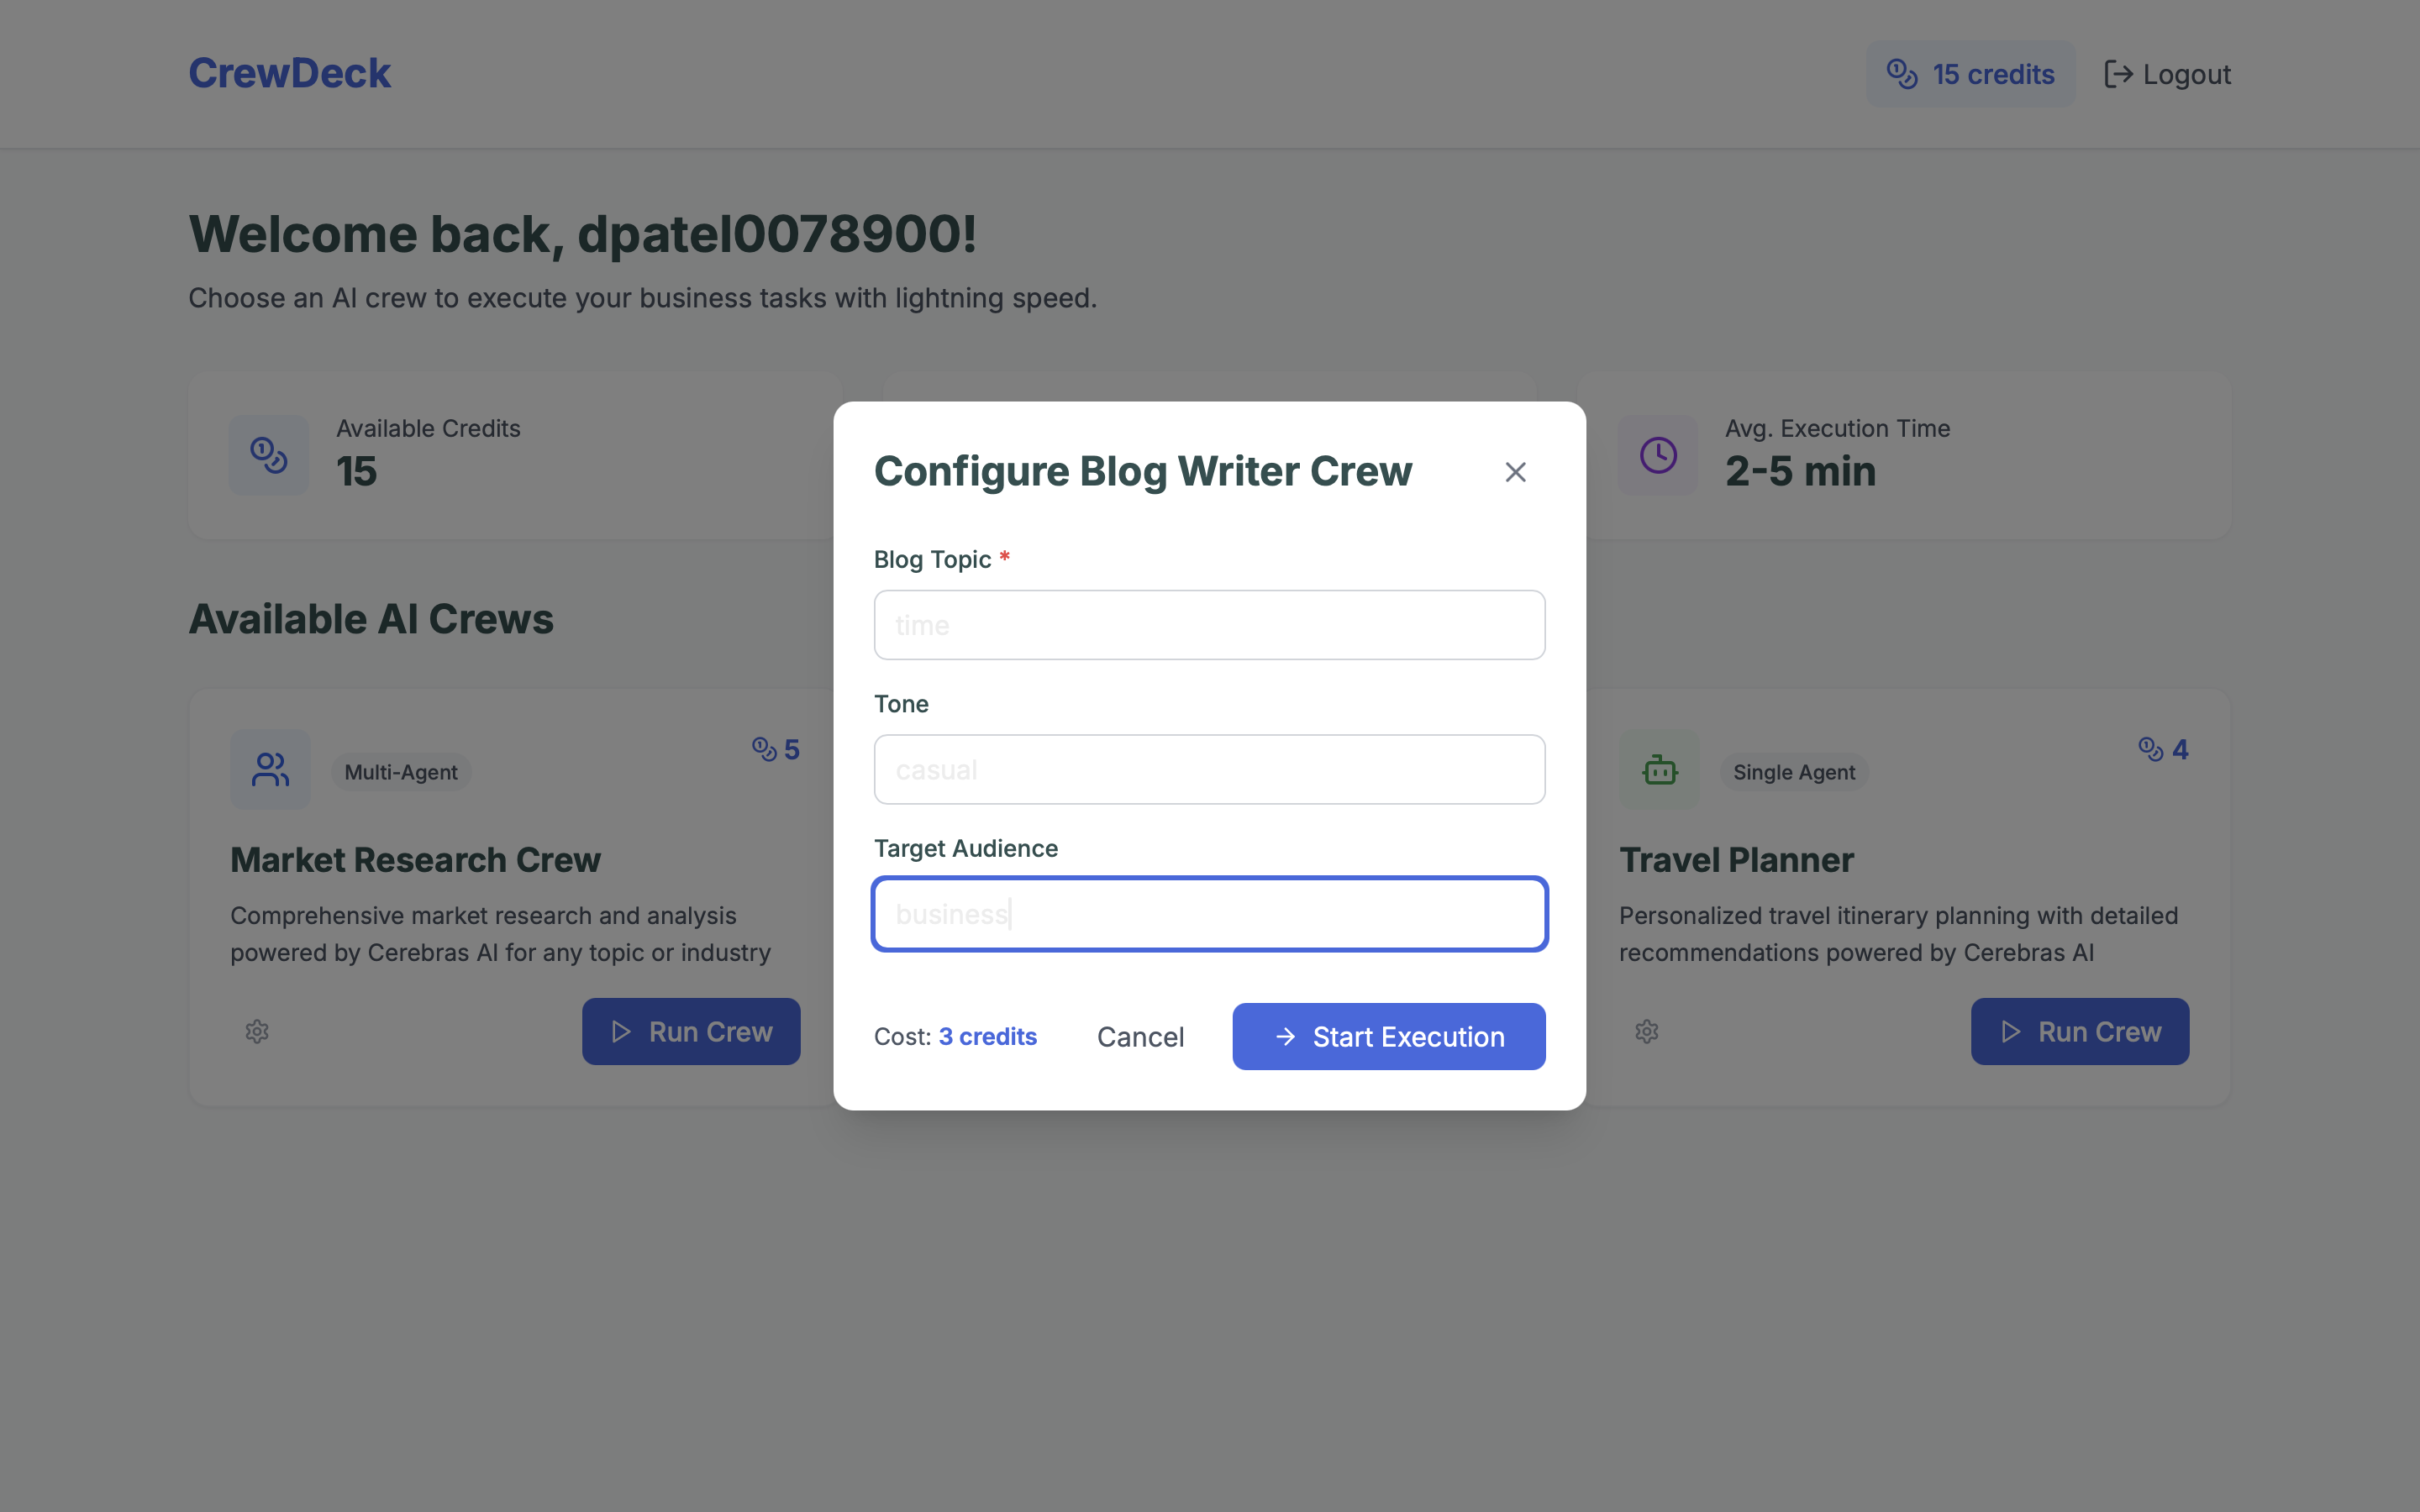 CrewDeck
15 credits
Logout
Welcome back, dpatel0078900!
Choose an AI crew to execute your business tasks with lightning speed.
Available Credits
15
Avg. Execution Time
2-5 min
Available AI Crews
Multi-Agent
5
Market Research Crew
Comprehensive market research and analysis
powered by Cerebras AI for any topic or industry
Run Crew
Configure Blog Writer Crew
Blog Topic *
time
Tone
casual
Target Audience
business
Cost: 3 credits
Cancel
Start Execution
Single Agent
4
Travel Planner
Personalized travel itinerary planning with detailed
recommendations powered by Cerebras AI
Run Crew